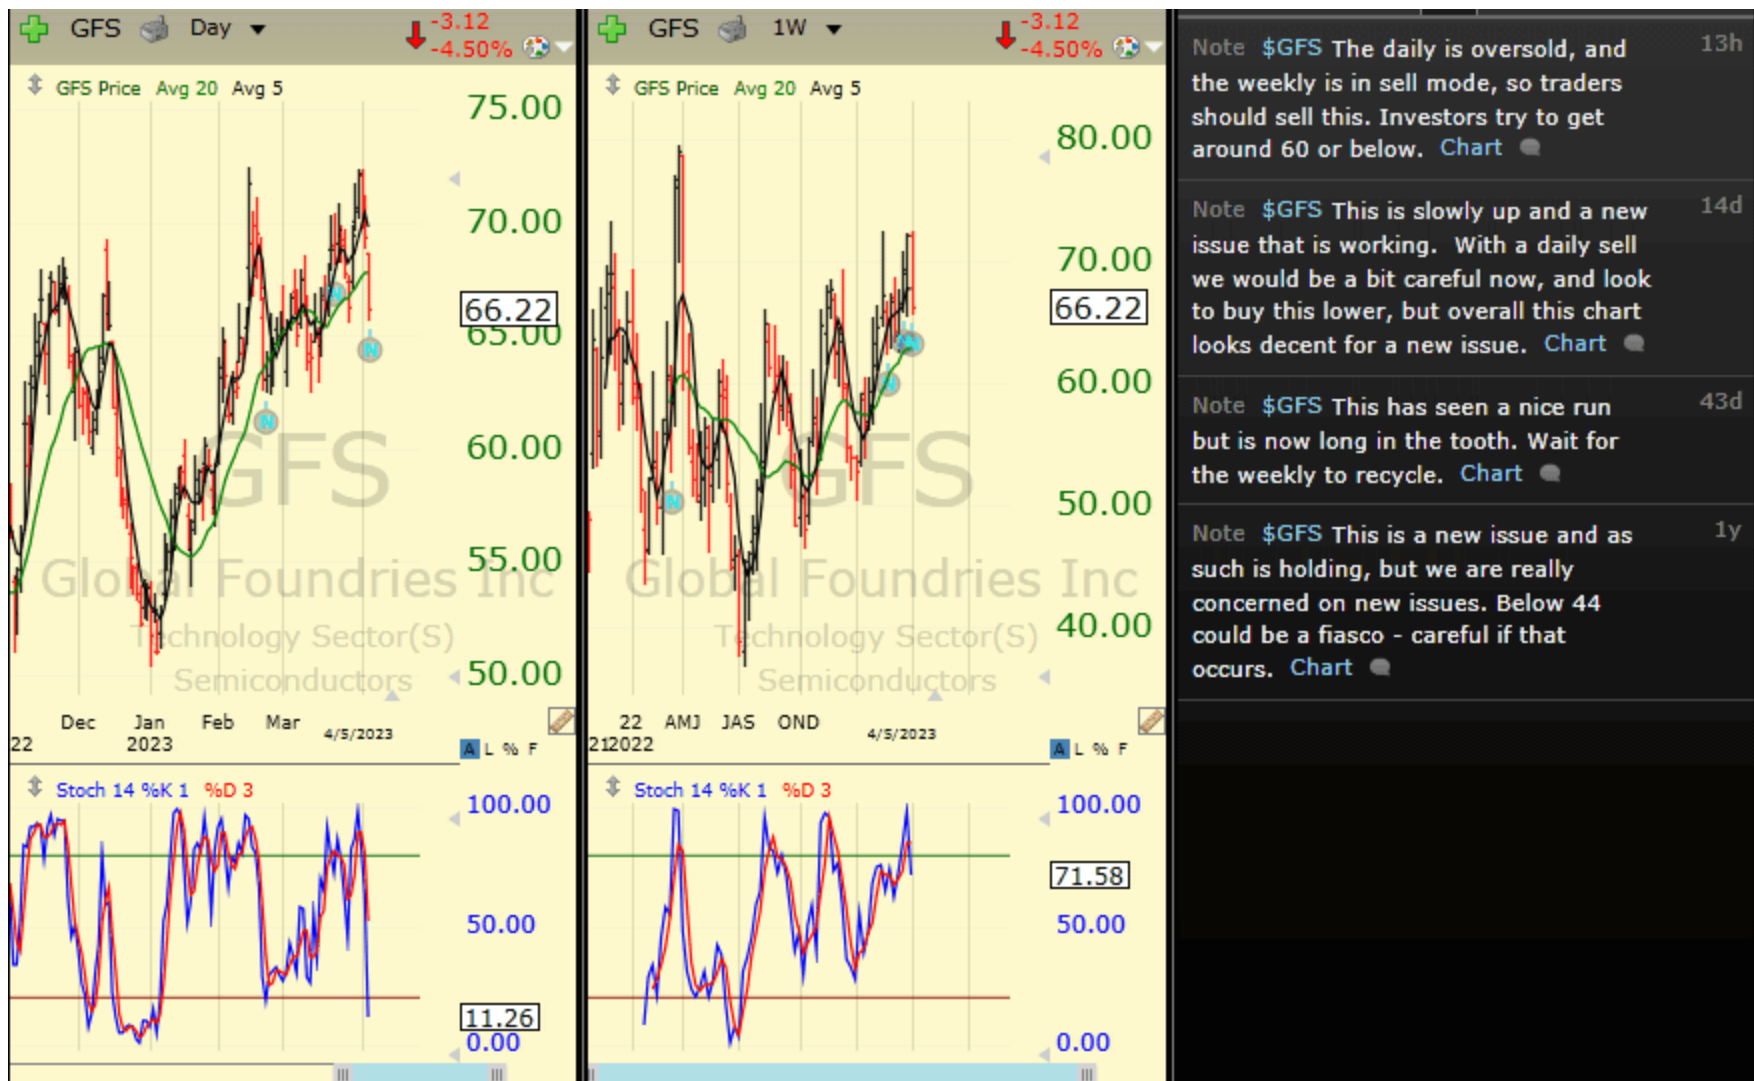 GFS Day
-3.12
-4.50%
GFS Price Avg 20 Avg 5
75.00
70.00
66.22
65.00
60.00
55.00
50.00
N
N
N
GFS
Global Foundries Inc
Technology Sector(S)
Semiconductors
Dec Jan Feb Mar 4/5/2023
22 2023
A L % F
Stoch 14 %K 1 %D 3
100.00
50.00
11.26
0.00
GFS 1W
-3.12
-4.50%
GFS Price Avg 20 Avg 5
80.00
70.00
66.22
60.00
50.00
40.00
N
N
N
N
GFS
Global Foundries Inc
Technology Sector(S)
Semiconductors
22 AMJ JAS OND 4/5/2023
21 2022
A L % F
Stoch 14 %K 1 %D 3
100.00
71.58
50.00
0.00
Note $GFS The daily is oversold, and 13h
the weekly is in sell mode, so traders
should sell this. Investors try to get
around 60 or below. Chart
Note $GFS This is slowly up and a new 14d
issue that is working. With a daily sell
we would be a bit careful now, and look
to buy this lower, but overall this chart
looks decent for a new issue. Chart
Note $GFS This has seen a nice run 43d
but is now long in the tooth. Wait for
the weekly to recycle. Chart
Note $GFS This is a new issue and as 1y
such is holding, but we are really
concerned on new issues. Below 44
could be a fiasco - careful if that
occurs. Chart